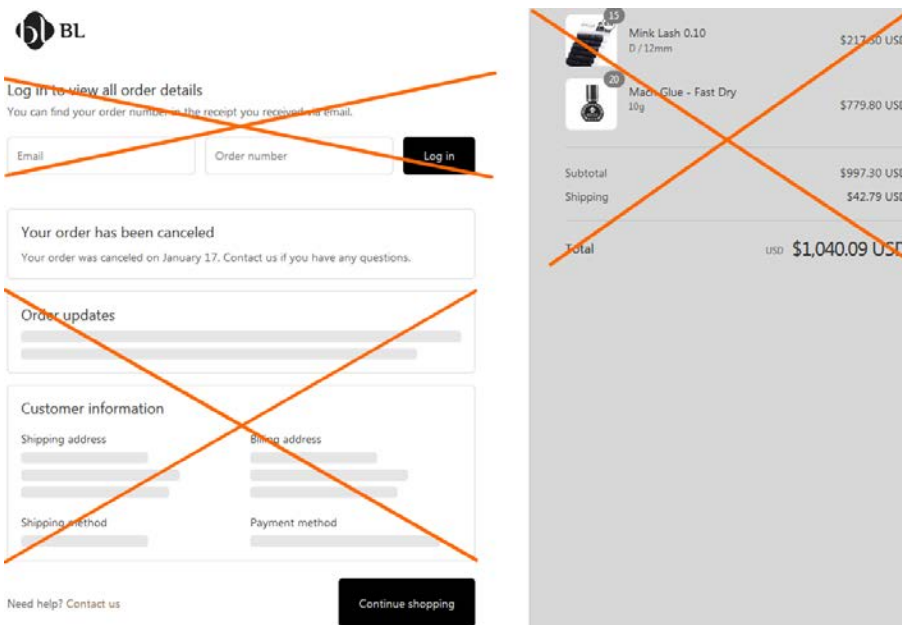 bl BL
Log in to view all order details
You can find your order number in the receipt you received via email.
Email
Order number
Log in
Your order has been canceled
Your order was canceled on January 17. Contact us if you have any questions.
Order updates
Customer information
Shipping address
Billing address
Shipping method
Payment method
Need help? Contact us
Continue shopping
15
Mink Lash 0.10
D / 12mm
$217.50 USD
20
Mach Glue - Fast Dry
10g
$779.80 USD
Subtotal
$997.30 USD
Shipping
$42.79 USD
Total
USD $1,040.09 USD